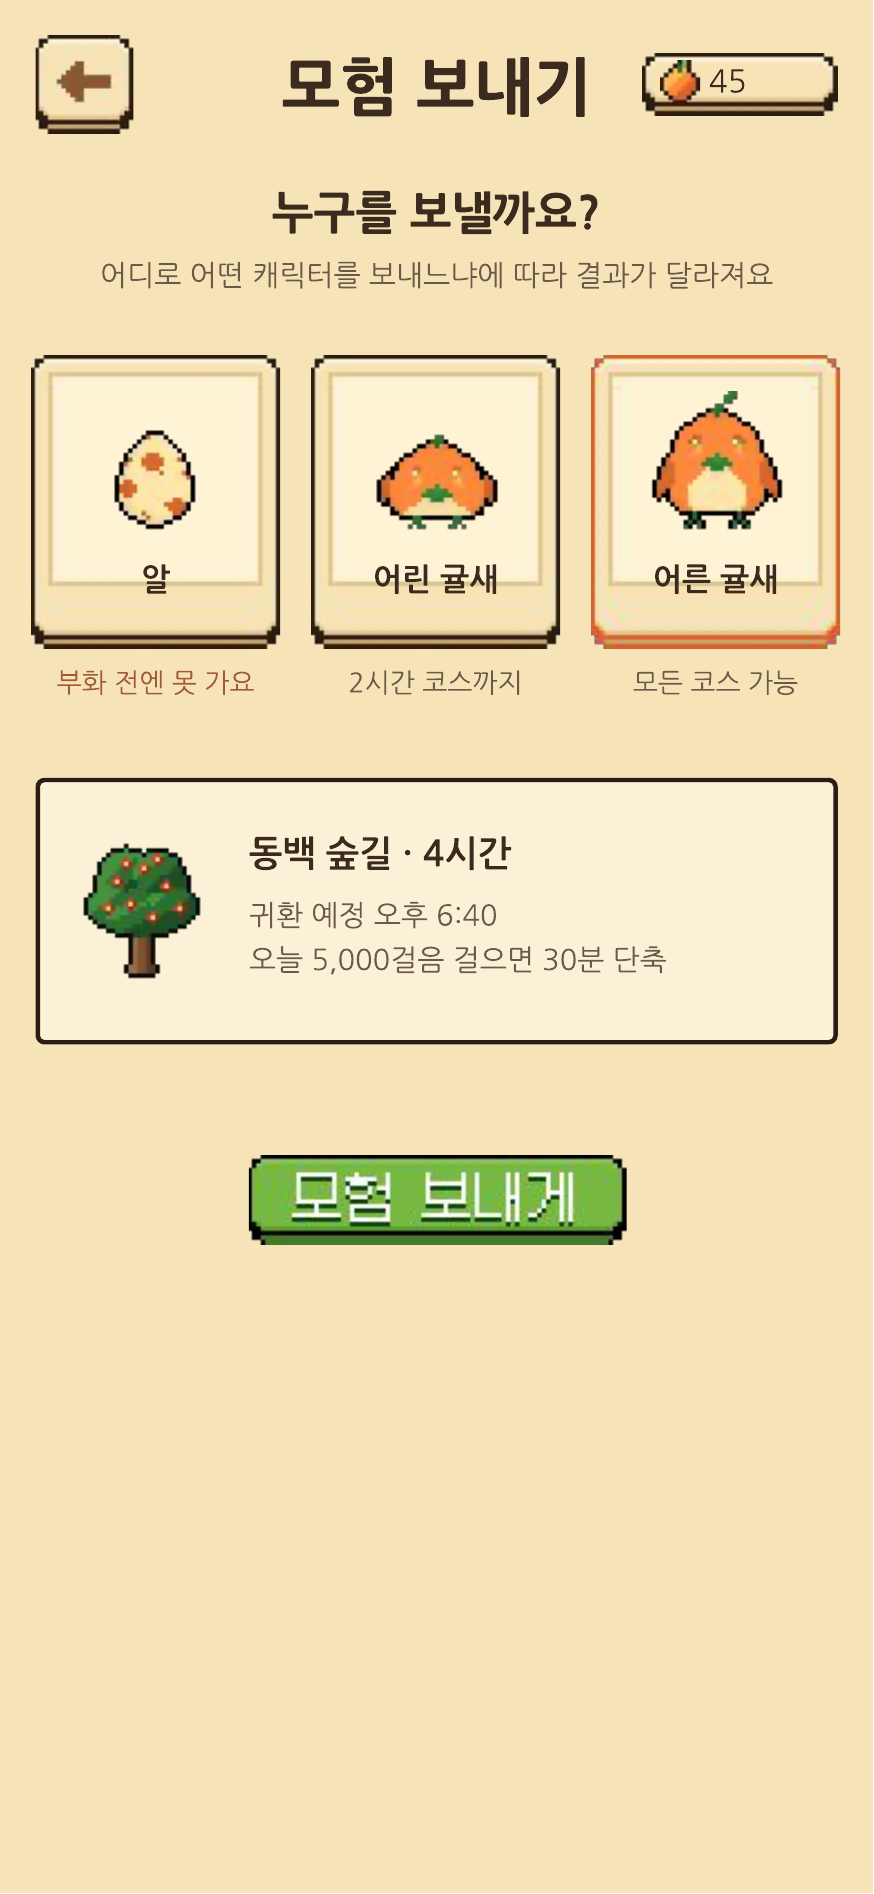 모험 보내기
45
누구를 보낼까요?
어디로 어떤 캐릭터를 보내느냐에 따라 결과가 달라져요
알
어린 귤새
어른 귤새
부화 전엔 못 가요
2시간 코스까지
모든 코스 가능
동백 숲길 · 4시간
귀환 예정 오후 6:40
오늘 5,000걸음 걸으면 30분 단축
모험 보내게